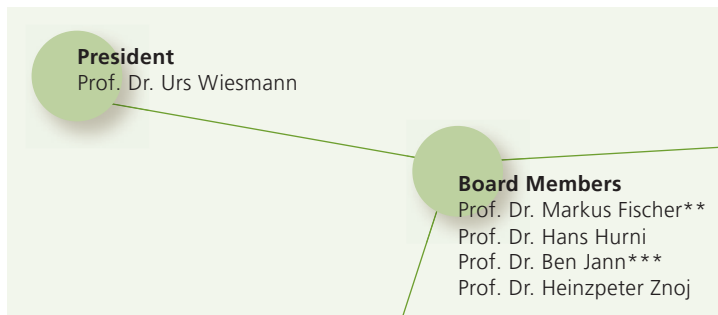 President
Prof. Dr. Urs Wiesmann
Board Members
Prof. Dr. Markus Fischer**
Prof. Dr. Hans Hurni
Prof. Dr. Ben Jann***
Prof. Dr. Heinzpeter Znoj